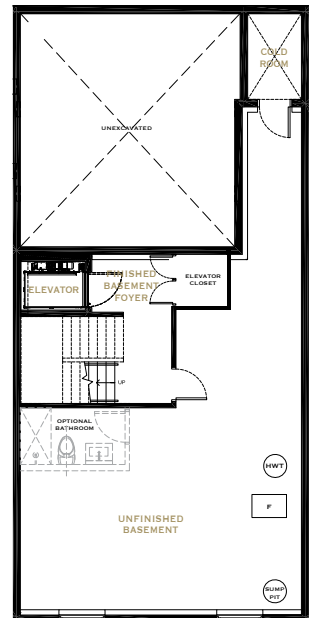 COLD
ROOM
UNEXCAVATED
ELEVATOR
FINISHED
BASEMENT
FOYER
ELEVATOR
CLOSET
UP
OPTIONAL
BATHROOM
HWT
F
UNFINISHED
BASEMENT
SUMP
PIT